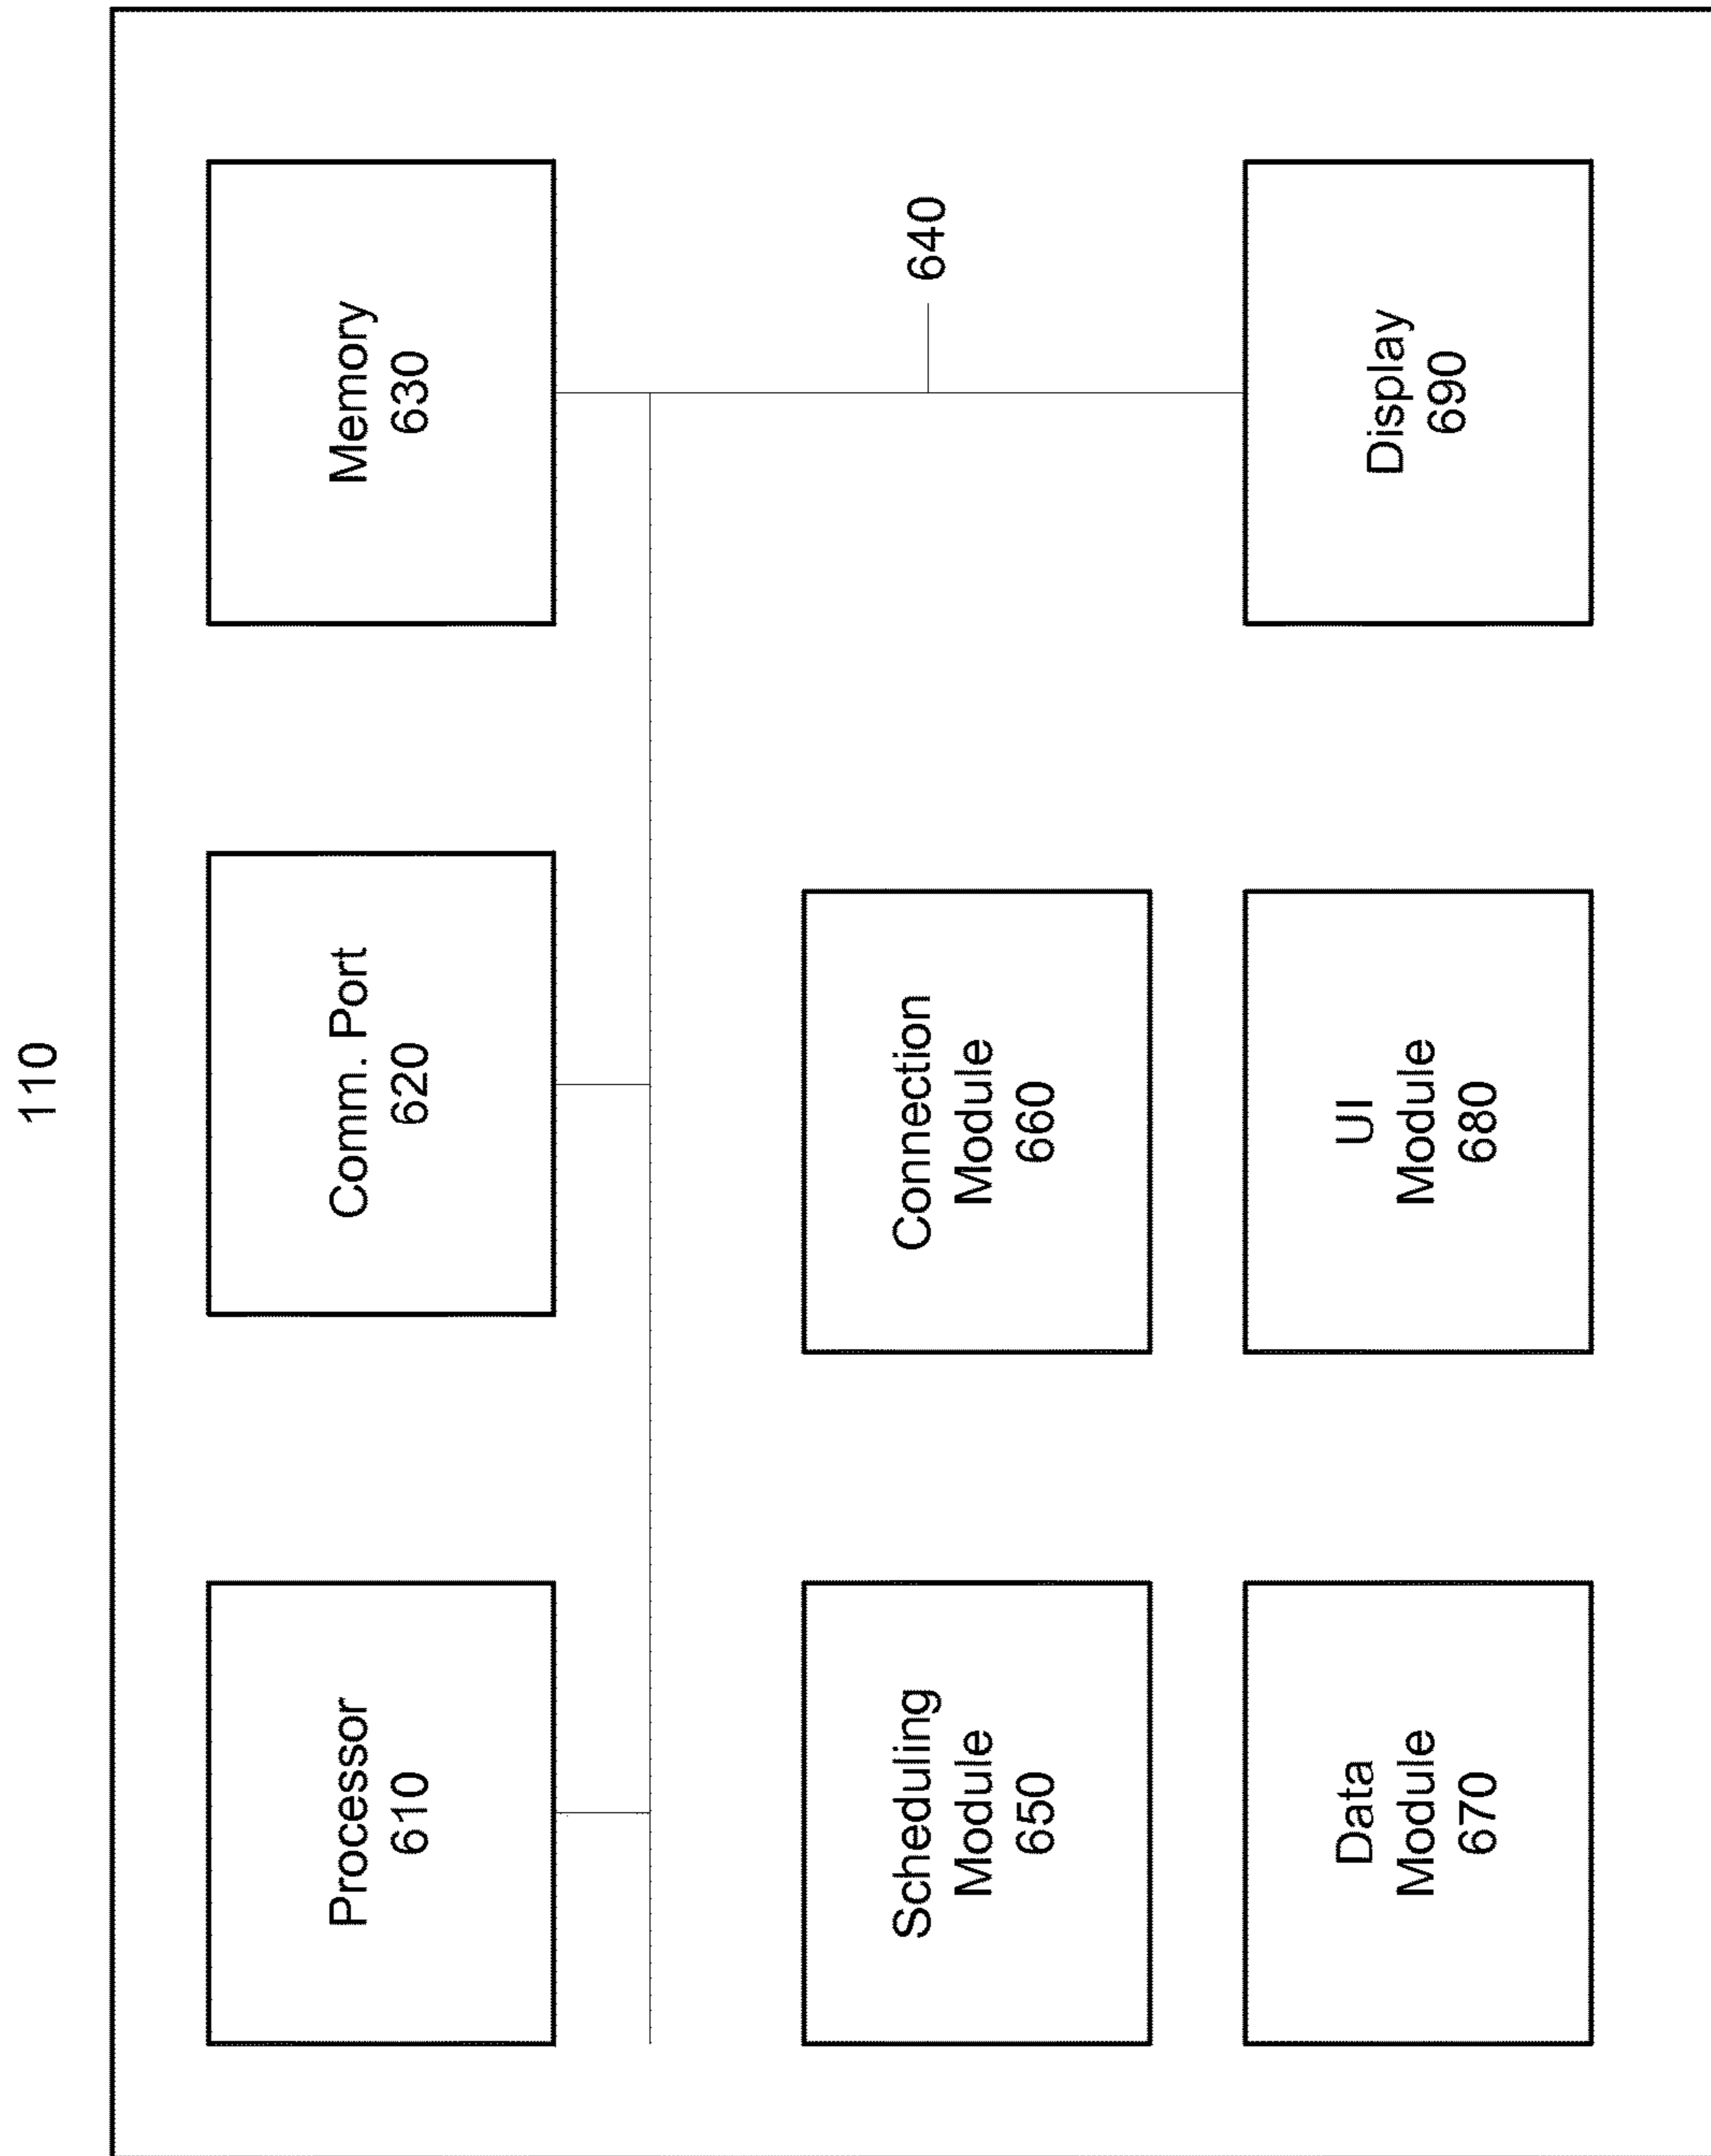 110
Processor
610
Comm. Port
620
Memory
630
640
Scheduling
Module
650
Connection
Module
660
Data
Module
670
UI
Module
680
Display
690